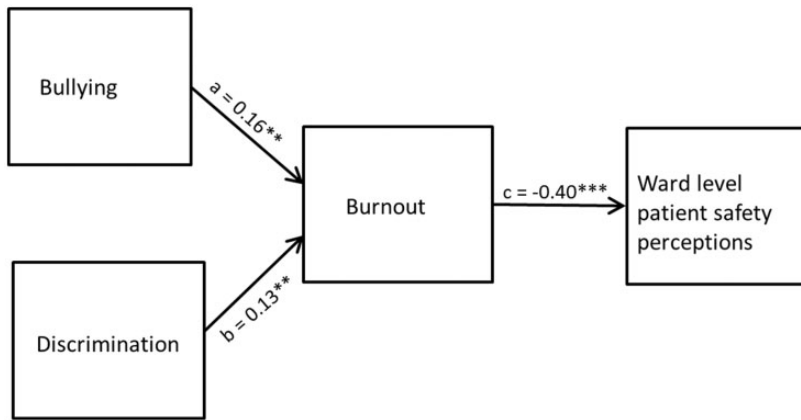 Bullying
a = 0.16**
Burnout
c = -0.40***
Ward level
patient safety
perceptions
b = 0.13**
Discrimination